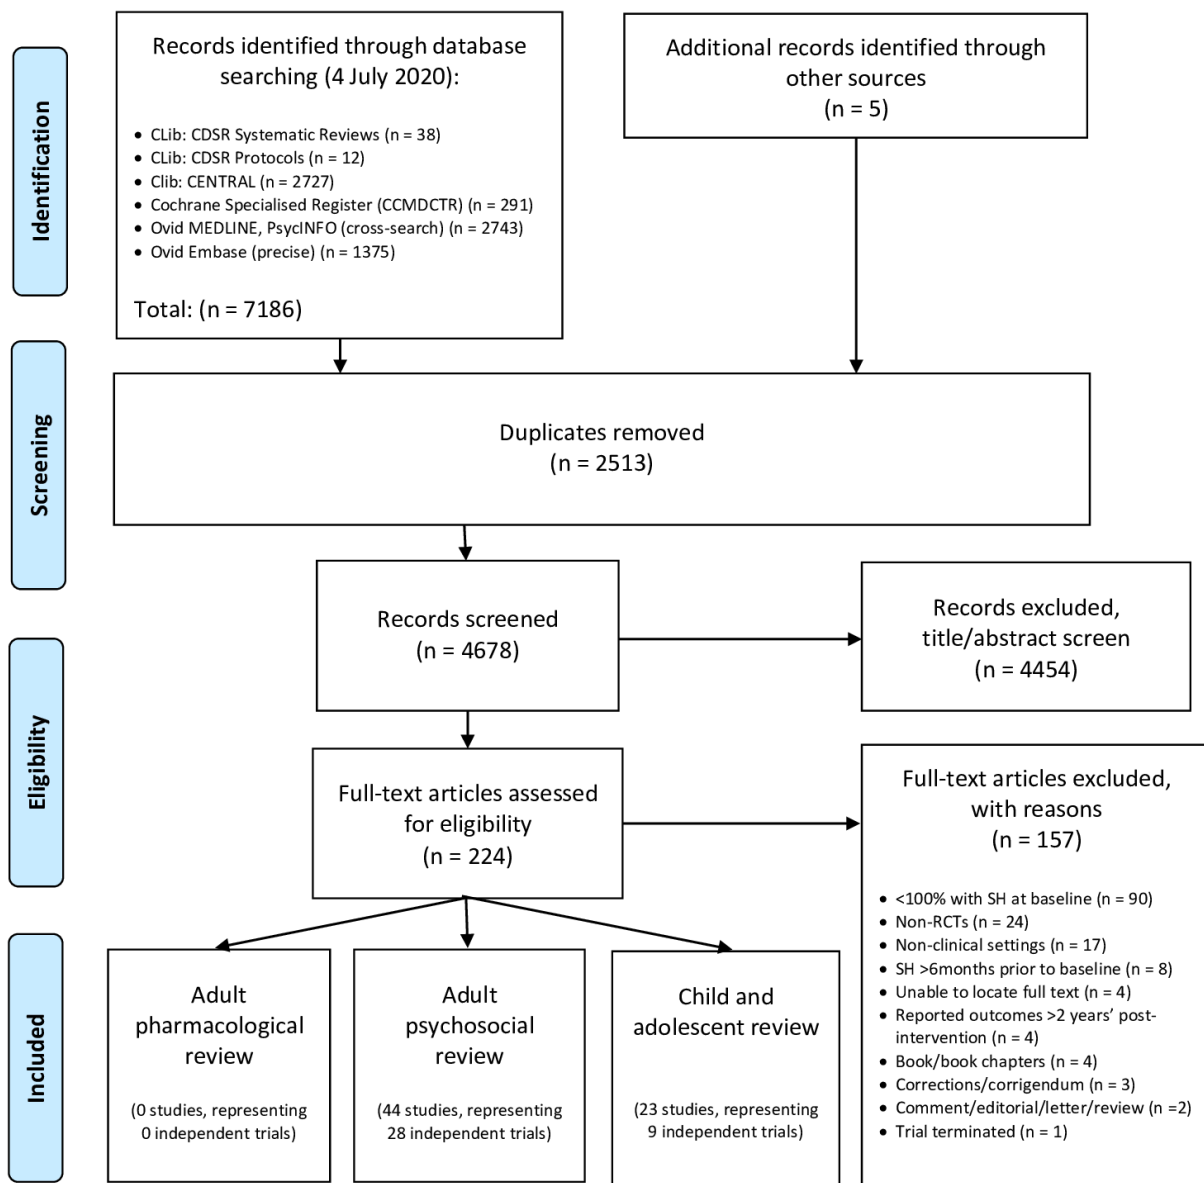 Identification
Records identified through database
searching (4 July 2020):
• CLib: CDSR Systematic Reviews (n = 38)
• CLib: CDSR Protocols (n = 12)
• Clib: CENTRAL (n = 2727)
• Cochrane Specialised Register (CCMDCTR) (n = 291)
• Ovid MEDLINE, PsycINFO (cross-search) (n = 2743)
• Ovid Embase (precise) (n = 1375)
Total: (n = 7186)
Additional records identified through
other sources
(n = 5)
Screening
Duplicates removed
(n = 2513)
Records screened
(n = 4678)
Records excluded,
title/abstract screen
(n = 4454)
Eligibility
Full-text articles assessed
for eligibility
(n = 224)
Full-text articles excluded,
with reasons
(n = 157)
• <100% with SH at baseline (n = 90)
• Non-RCTs (n = 24)
• Non-clinical settings (n = 17)
• SH >6months prior to baseline (n = 8)
• Unable to locate full text (n = 4)
• Reported outcomes >2 years’ post-
intervention (n = 4)
• Book/book chapters (n = 4)
• Corrections/corrigendum (n = 3)
• Comment/editorial/letter/review (n =2)
• Trial terminated (n = 1)
Included
Adult
pharmacological
review
(0 studies, representing
0 independent trials)
Adult
psychosocial
review
(44 studies, representing
28 independent trials)
Child and
adolescent review
(23 studies, representing
9 independent trials)